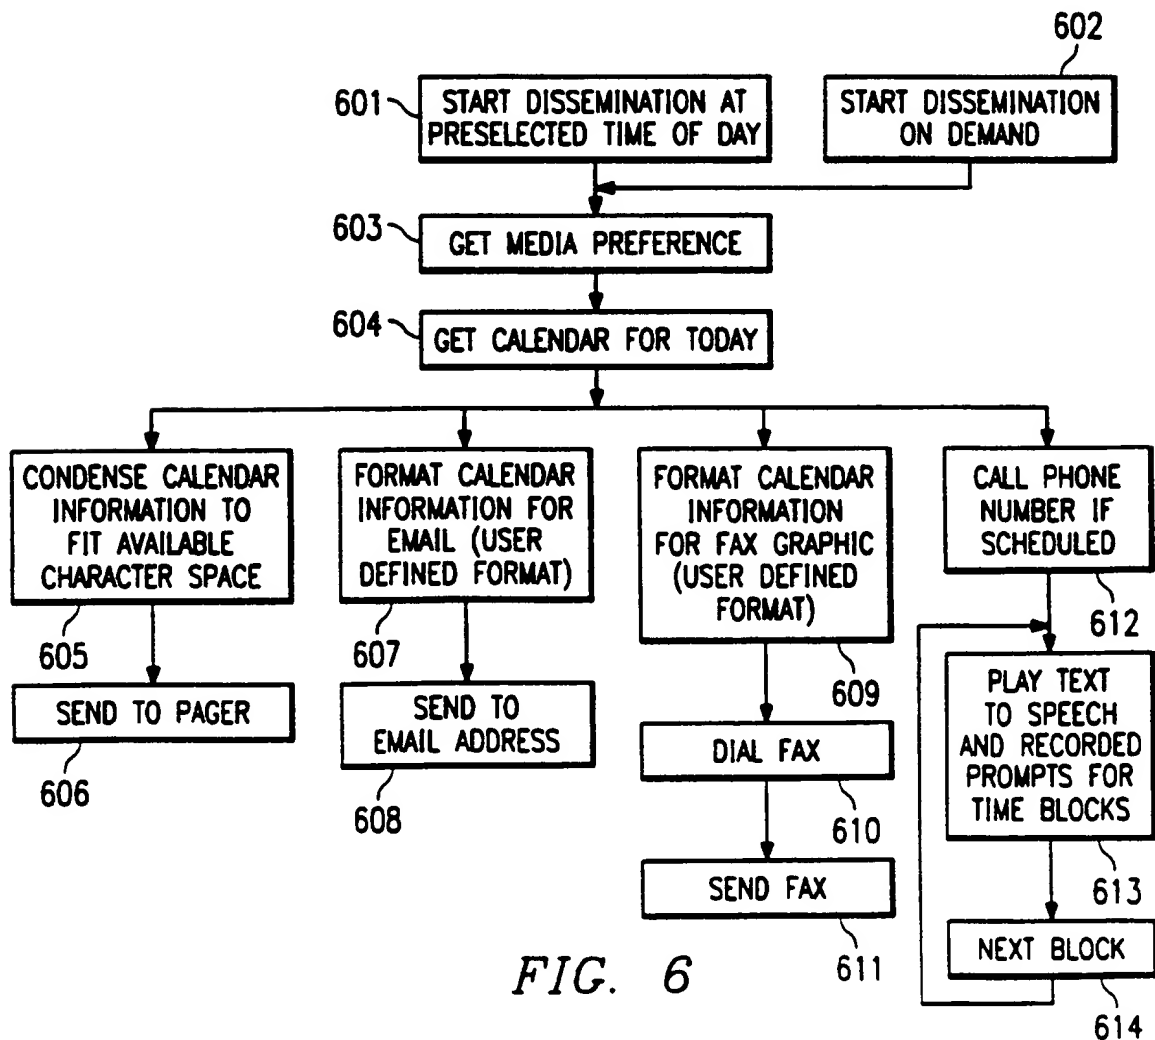 602
601
START DISSEMINATION AT
PRESELECTED TIME OF DAY
START DISSEMINATION
ON DEMAND
603
GET MEDIA PREFERENCE
604
GET CALENDAR FOR TODAY
CONDENSE CALENDAR
INFORMATION TO
FIT AVAILABLE
CHARACTER SPACE
605
SEND TO PAGER
606
FORMAT CALENDAR
INFORMATION FOR
EMAIL (USER
DEFINED FORMAT)
607
SEND TO
EMAIL ADDRESS
608
FORMAT CALENDAR
INFORMATION
FOR FAX GRAPHIC
(USER DEFINED
FORMAT)
609
DIAL FAX
610
SEND FAX
611
CALL PHONE
NUMBER IF
SCHEDULED
612
PLAY TEXT
TO SPEECH
AND RECORDED
PROMPTS FOR
TIME BLOCKS
613
NEXT BLOCK
614
FIG. 6